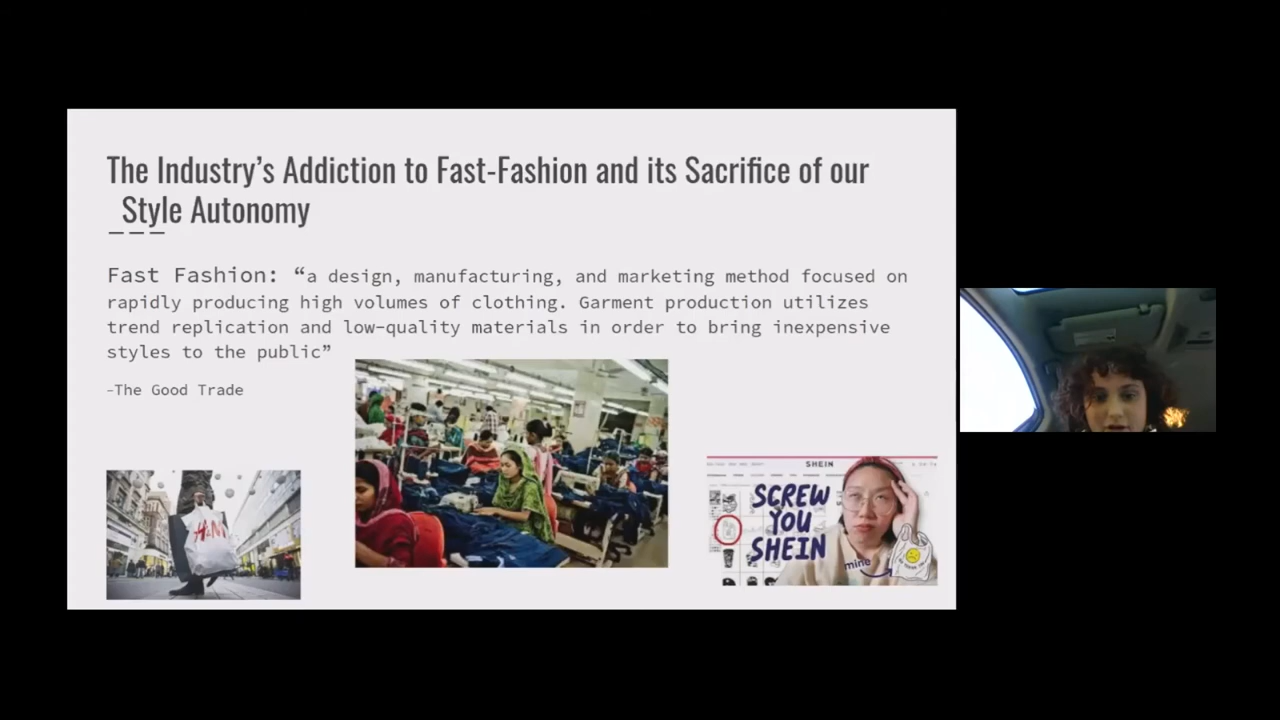 The Industry’s Addiction to Fast-Fashion and its Sacrifice of our
Style Autonomy
Fast Fashion: “a design, manufacturing, and marketing method focused on
rapidly producing high volumes of clothing. Garment production utilizes
trend replication and low-quality materials in order to bring inexpensive
styles to the public”
-The Good Trade
H&M
SHEIN
SCREW
YOU
SHEIN
mine